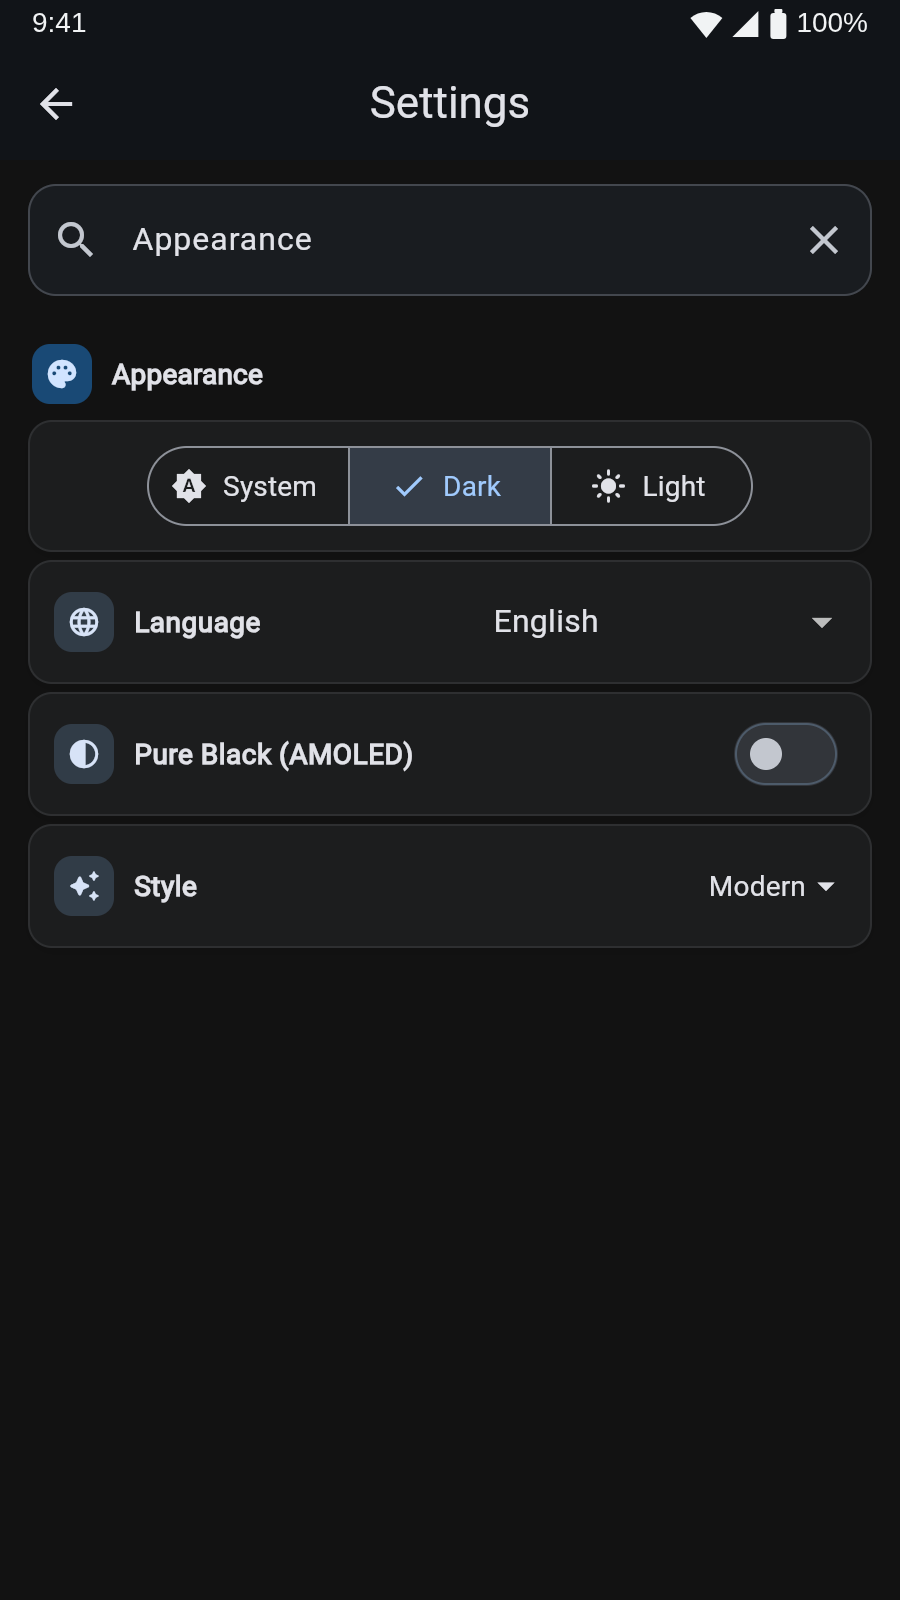 9:41 100%
Settings
Appearance
Appearance
System Dark Light
Language English
Pure Black (AMOLED)
Style Modern